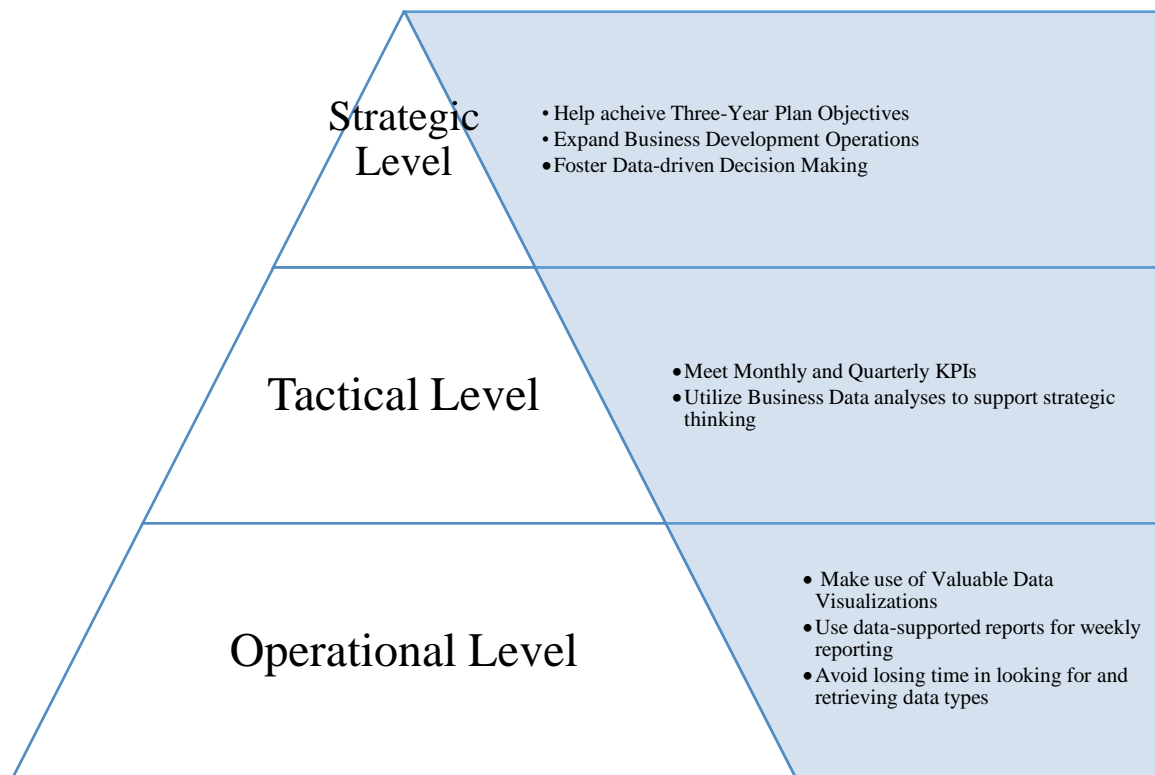 Strategic
Level
• Help acheive Three-Year Plan Objectives
• Expand Business Development Operations
• Foster Data-driven Decision Making
Tactical Level
• Meet Monthly and Quarterly KPIs
• Utilize Business Data analyses to support strategic
thinking
Operational Level
• Make use of Valuable Data
Visualizations
• Use data-supported reports for weekly
reporting
• Avoid losing time in looking for and
retrieving data types